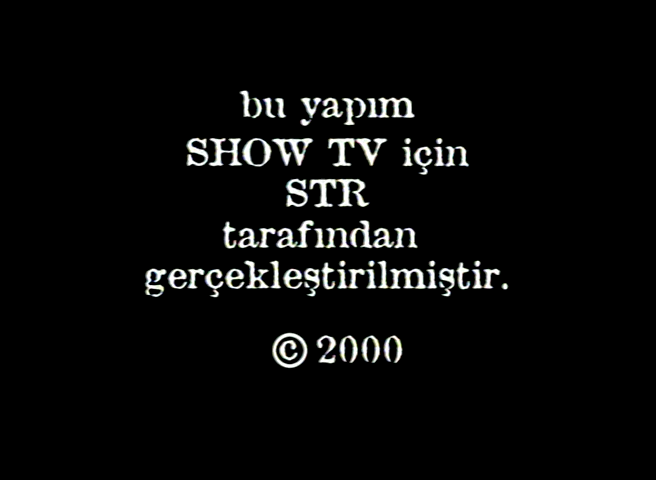 bu yapım
SHOW TV için
STR
tarafından
gerçekleştirilmiştir.
© 2000